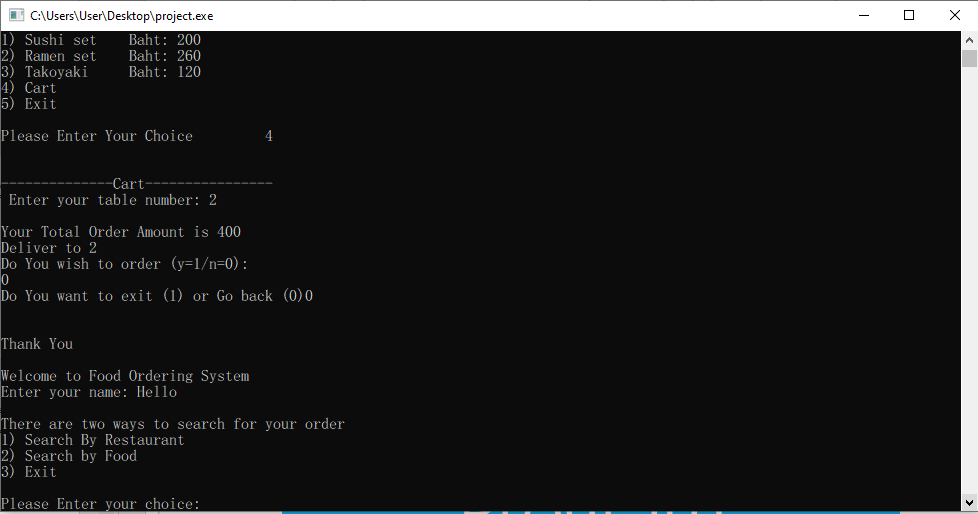 C:\Users\User\Desktop\project.exe
1) Sushi set    Baht: 200
2) Ramen set    Baht: 260
3) Takoyaki     Baht: 120
4) Cart
5) Exit
Please Enter Your Choice         4
--------------Cart----------------
Enter your table number: 2
Your Total Order Amount is 400
Deliver to 2
Do You wish to order (y=1/n=0):
0
Do You want to exit (1) or Go back (0)0
Thank You
Welcome to Food Ordering System
Enter your name: Hello
There are two ways to search for your order
1) Search By Restaurant
2) Search by Food
3) Exit
Please Enter your choice: